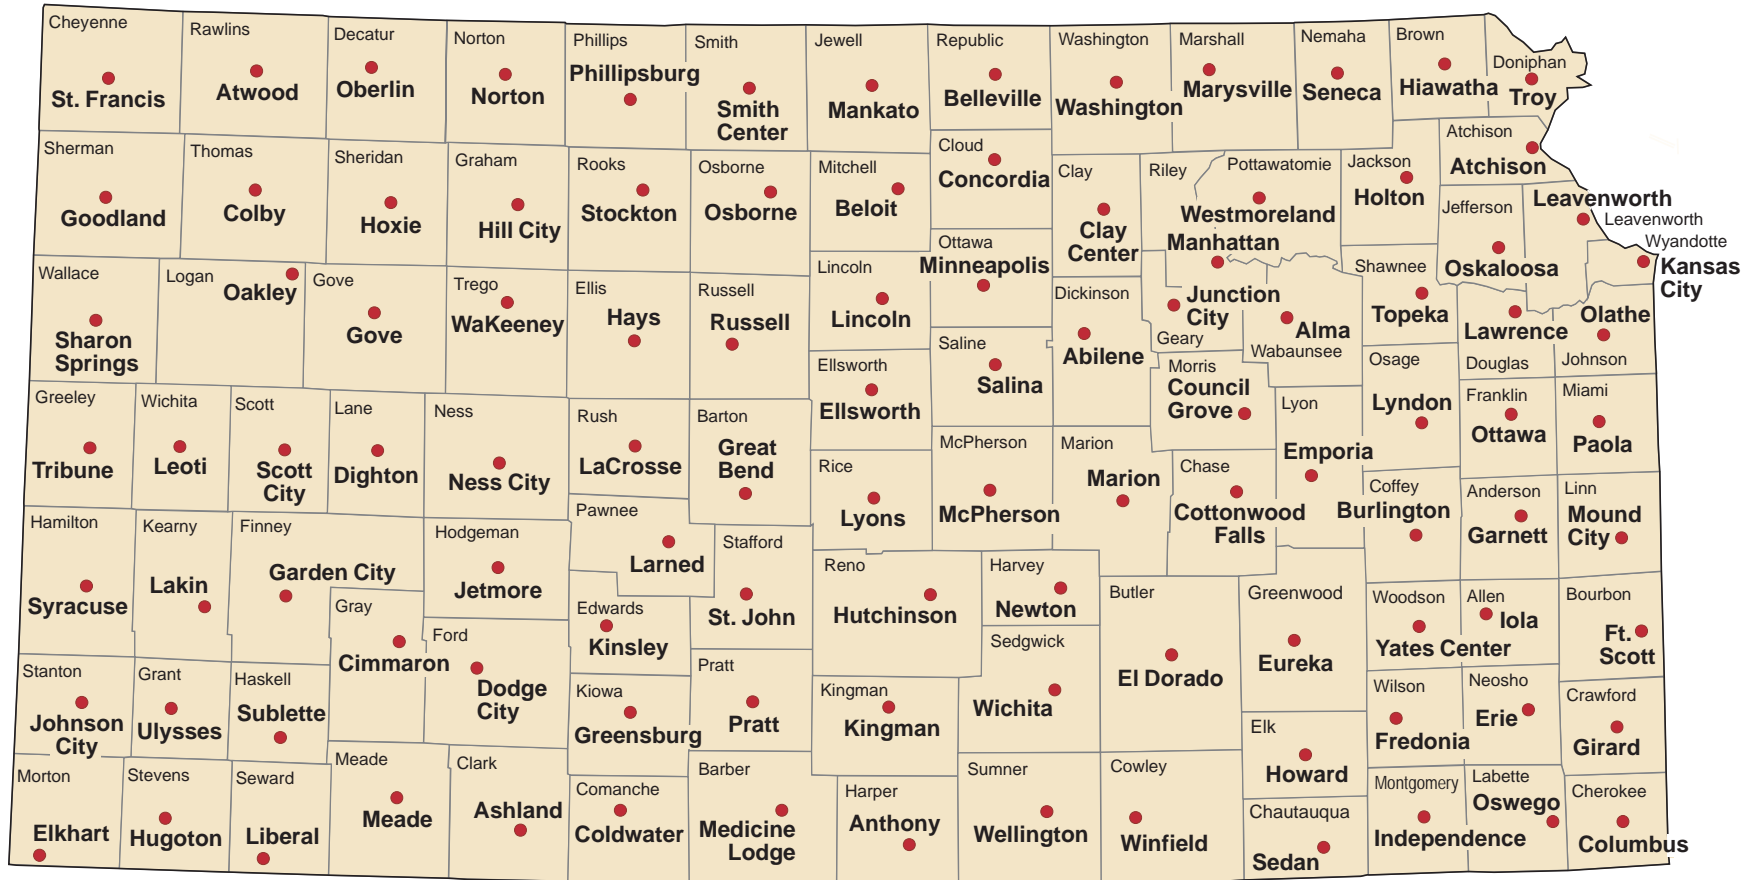 Cheyenne
St. Francis
Rawlins
Atwood
Decatur
Oberlin
Norton
Norton
Phillips
Phillipsburg
Smith
Smith
Center
Jewell
Mankato
Republic
Belleville
Washington
Washington
Marshall
Marysville
Nemaha
Seneca
Brown
Hiawatha
Doniphan
Troy
Sherman
Goodland
Thomas
Colby
Sheridan
Hoxie
Graham
Hill City
Rooks
Stockton
Osborne
Osborne
Mitchell
Beloit
Cloud
Concordia
Clay
Clay
Center
Riley
Manhattan
Pottawatomie
Westmoreland
Jackson
Holton
Atchison
Atchison
Jefferson
Oskaloosa
Leavenworth
Leavenworth
Wyandotte
Kansas
City
Wallace
Sharon
Springs
Logan
Oakley
Gove
Gove
Trego
WaKeeney
Ellis
Hays
Russell
Russell
Lincoln
Lincoln
Ottawa
Minneapolis
Saline
Salina
Dickinson
Abilene
Junction
City
Geary
Alma
Wabaunsee
Shawnee
Topeka
Lawrence
Douglas
Olathe
Johnson
Greeley
Tribune
Wichita
Leoti
Scott
Scott
City
Lane
Dighton
Ness
Ness City
Rush
LaCrosse
Barton
Great
Bend
Ellsworth
Ellsworth
Rice
Lyons
McPherson
McPherson
Marion
Marion
Morris
Council
Grove
Chase
Cottonwood
Falls
Lyon
Emporia
Osage
Lyndon
Coffey
Burlington
Franklin
Ottawa
Miami
Paola
Anderson
Garnett
Linn
Mound
City
Hamilton
Syracuse
Kearny
Lakin
Finney
Garden City
Gray
Cimmaron
Hodgeman
Jetmore
Ford
Dodge
City
Pawnee
Larned
Edwards
Kinsley
Stafford
St. John
Reno
Hutchinson
Harvey
Newton
Sedgwick
Wichita
Butler
El Dorado
Greenwood
Eureka
Woodson
Yates Center
Allen
Iola
Bourbon
Ft.
Scott
Stanton
Johnson
City
Grant
Ulysses
Haskell
Sublette
Kiowa
Greensburg
Pratt
Pratt
Kingman
Kingman
Elk
Howard
Wilson
Fredonia
Neosho
Erie
Crawford
Girard
Morton
Elkhart
Stevens
Hugoton
Seward
Liberal
Meade
Meade
Clark
Ashland
Comanche
Coldwater
Barber
Medicine
Lodge
Harper
Anthony
Sumner
Wellington
Cowley
Winfield
Chautauqua
Sedan
Montgomery
Independence
Labette
Oswego
Cherokee
Columbus